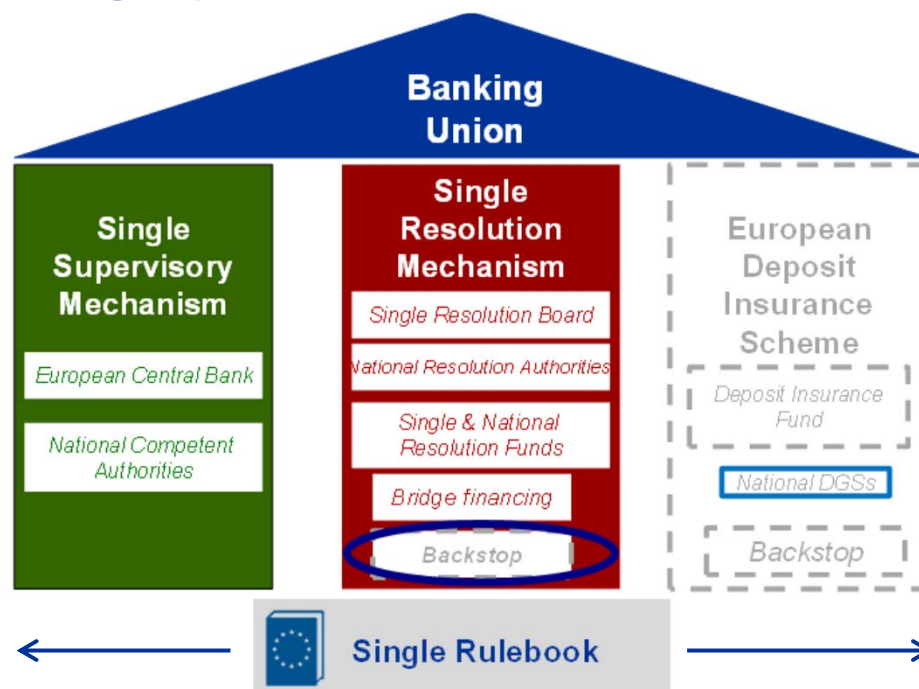 Banking
Union
Single
Supervisory
Mechanism
European Central Bank
National Competent
Authorities
Single
Resolution
Mechanism
Single Resolution Board
National Resolution Authorities
Single & National
Resolution Funds
Bridge financing
Backstop
European
Deposit
Insurance
Scheme
Deposit Insurance
Fund
National DGSs
Backstop
Single Rulebook